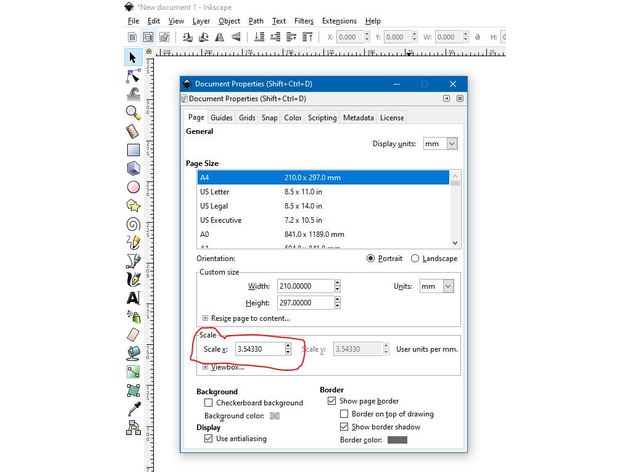 *New document 1 - Inkscape
File Edit View Layer Object Path Text Filters Extensions Help
X: 0.000 Y: 0.000 W: 0.000 H:
Document Properties (Shift+Ctrl+D)
Document Properties (Shift+Ctrl+D)
Page Guides Grids Snap Color Scripting Metadata License
General
Display units: mm
Page Size
A4 210.0 x 297.0 mm
US Letter 8.5 x 11.0 in
US Legal 8.5 x 14.0 in
US Executive 7.2 x 10.5 in
A0 841.0 x 1189.0 mm
A1 594.0 x 841.0 mm
Orientation: Portrait Landscape
Custom size
Width: 210.00000 Units: mm
Height: 297.00000
Resize page to content...
Scale
Scale x: 3.54330 Scale y: 3.54330 User units per mm.
Viewbox...
Background
Checkerboard background
Background color:
Display
Use antialiasing
Border
Show page border
Border on top of drawing
Show border shadow
Border color: